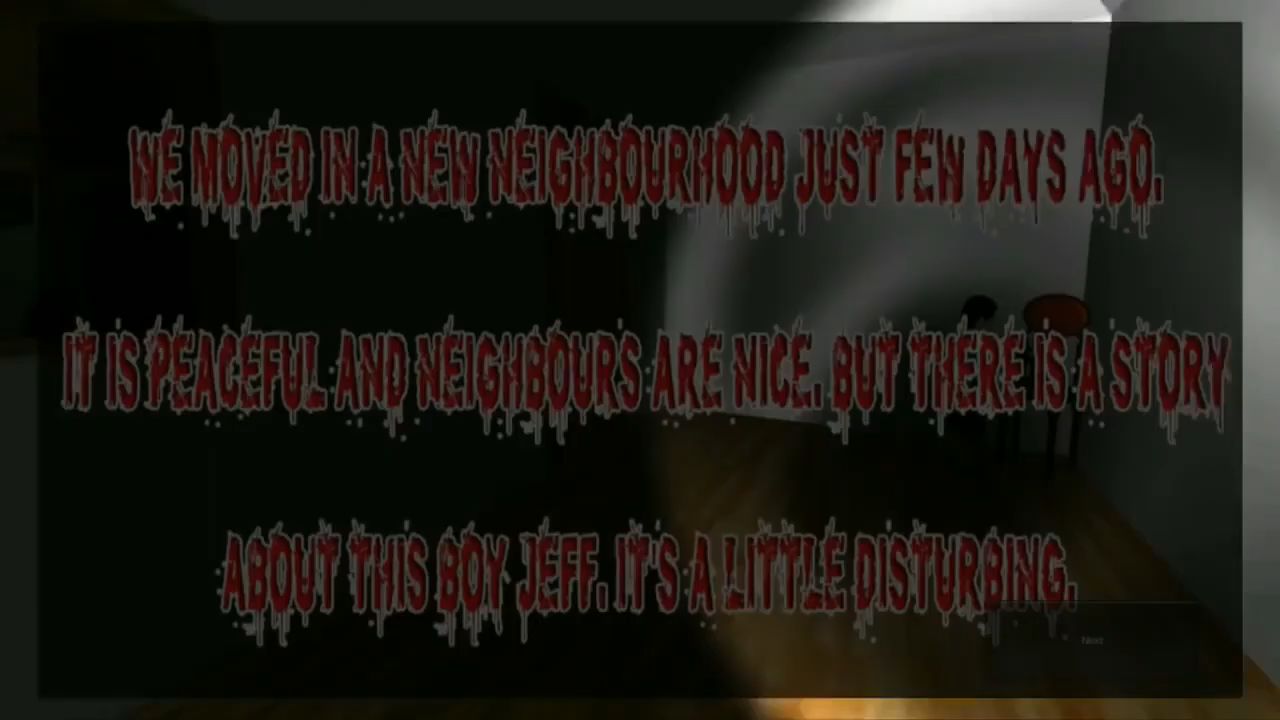 WE MOVED IN A NEW NEIGHBOURHOOD JUST FEW DAYS AGO.
IT IS PEACEFUL AND NEIGHBOURS ARE NICE. BUT THERE IS A STORY
ABOUT THIS BOY JEFF. IT'S A LITTLE DISTURBING.
Next